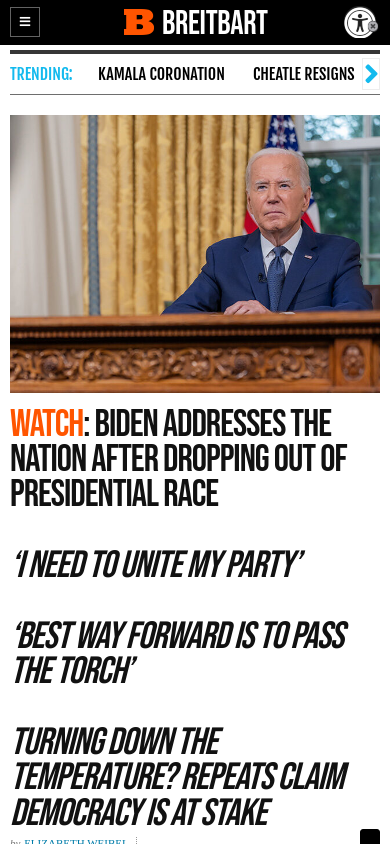 B BREITBART
TRENDING: KAMALA CORONATION CHEATLE RESIGNS
WATCH: BIDEN ADDRESSES THE
NATION AFTER DROPPING OUT OF
PRESIDENTIAL RACE
‘I NEED TO UNITE MY PARTY’
‘BEST WAY FORWARD IS TO PASS
THE TORCH’
TURNING DOWN THE
TEMPERATURE? REPEATS CLAIM
DEMOCRACY IS AT STAKE
by ELIZABETH WEIBEL